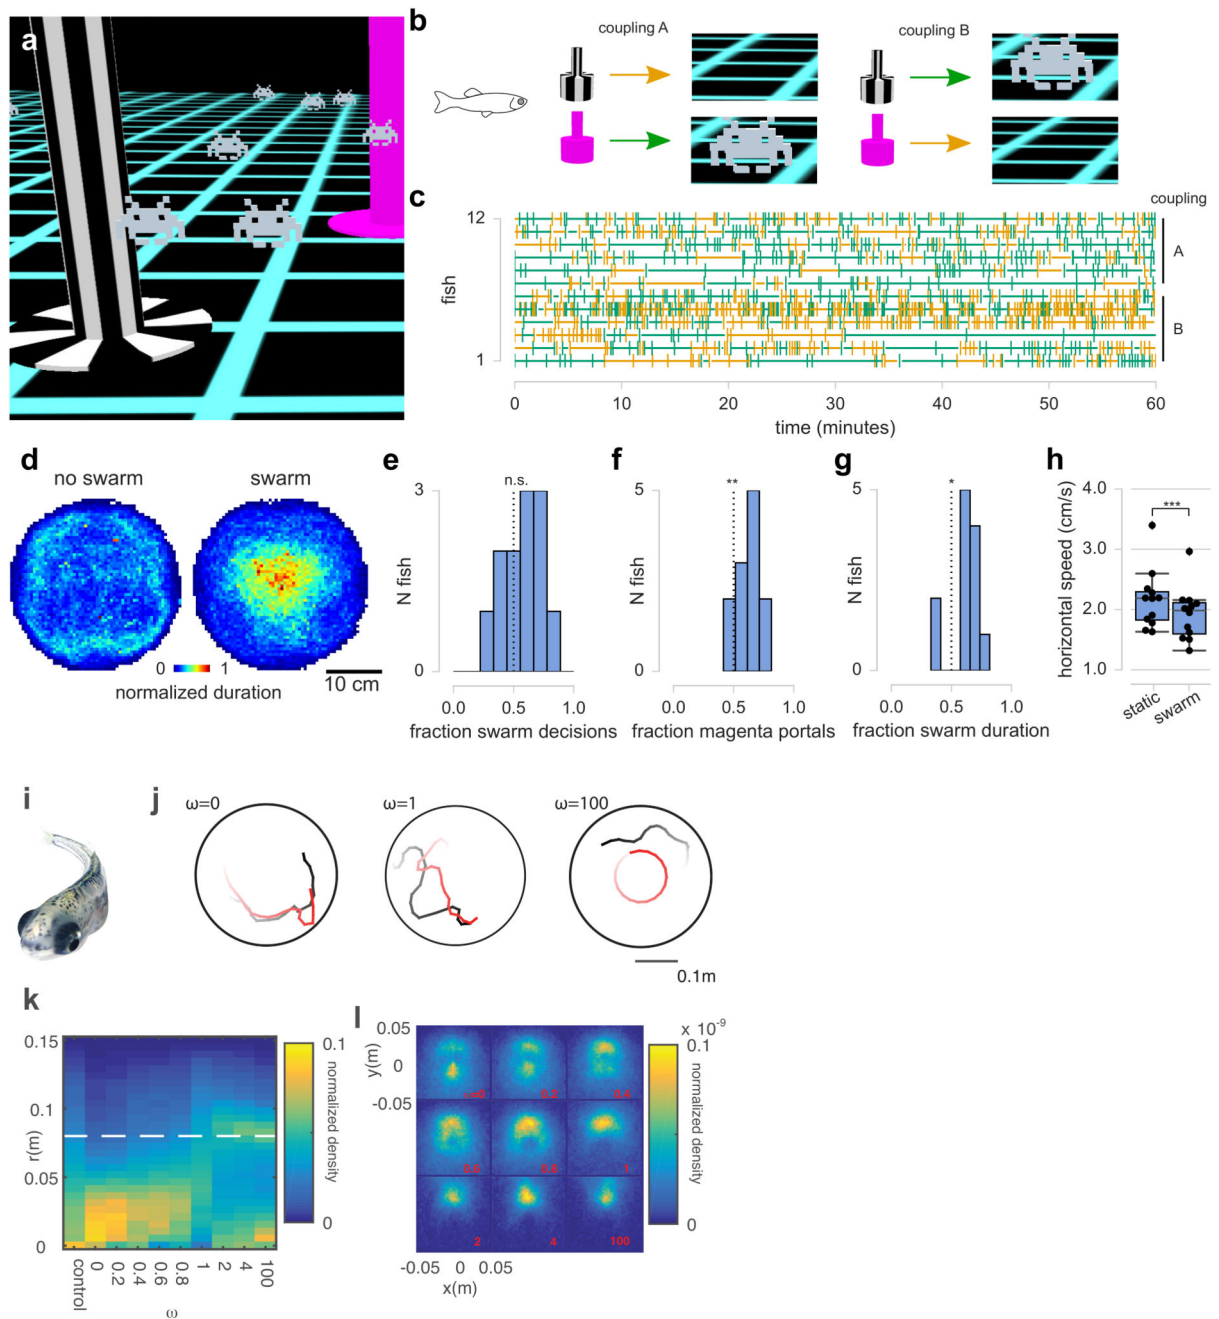 a
b
coupling A
coupling B
c
coupling
12
fish
1
A
B
0 10 20 30 40 50 60
time (minutes)
d
no swarm
swarm
0 1
normalized duration
10 cm
e
n.s.
3
N fish
0
0.0 0.5 1.0
fraction swarm decisions
f
**
5
N fish
0
0.0 0.5 1.0
fraction magenta portals
g
*
5
N fish
0
0.0 0.5 1.0
fraction swarm duration
h
horizontal speed (cm/s)
4.0
3.0
2.0
1.0
***
static
swarm
i
j
ω=0
ω=1
ω=100
0.1m
k
r(m)
0.15
0.1
0.05
0
control 0 0.2 0.4 0.6 0.8 1 2 4 100
ω
0.1
normalized density
0
l
y(m)
0.05
0
-0.05
0.2
0.4
0.6
0.8
1
2
4
100
-0.05 0 0.05
x(m)
x 10-9
0.1
normalized density
0